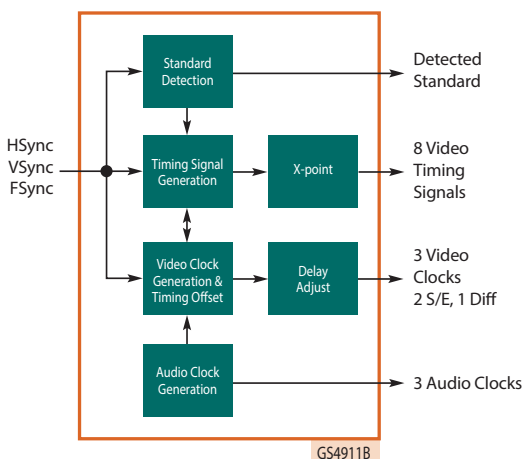 Standard
Detection
Detected
Standard
HSync
VSync
FSync
Timing Signal
Generation
X-point
8 Video
Timing
Signals
Video Clock
Generation &
Timing Offset
Delay
Adjust
3 Video
Clocks
2 S/E, 1 Diff
Audio Clock
Generation
3 Audio Clocks
GS4911B